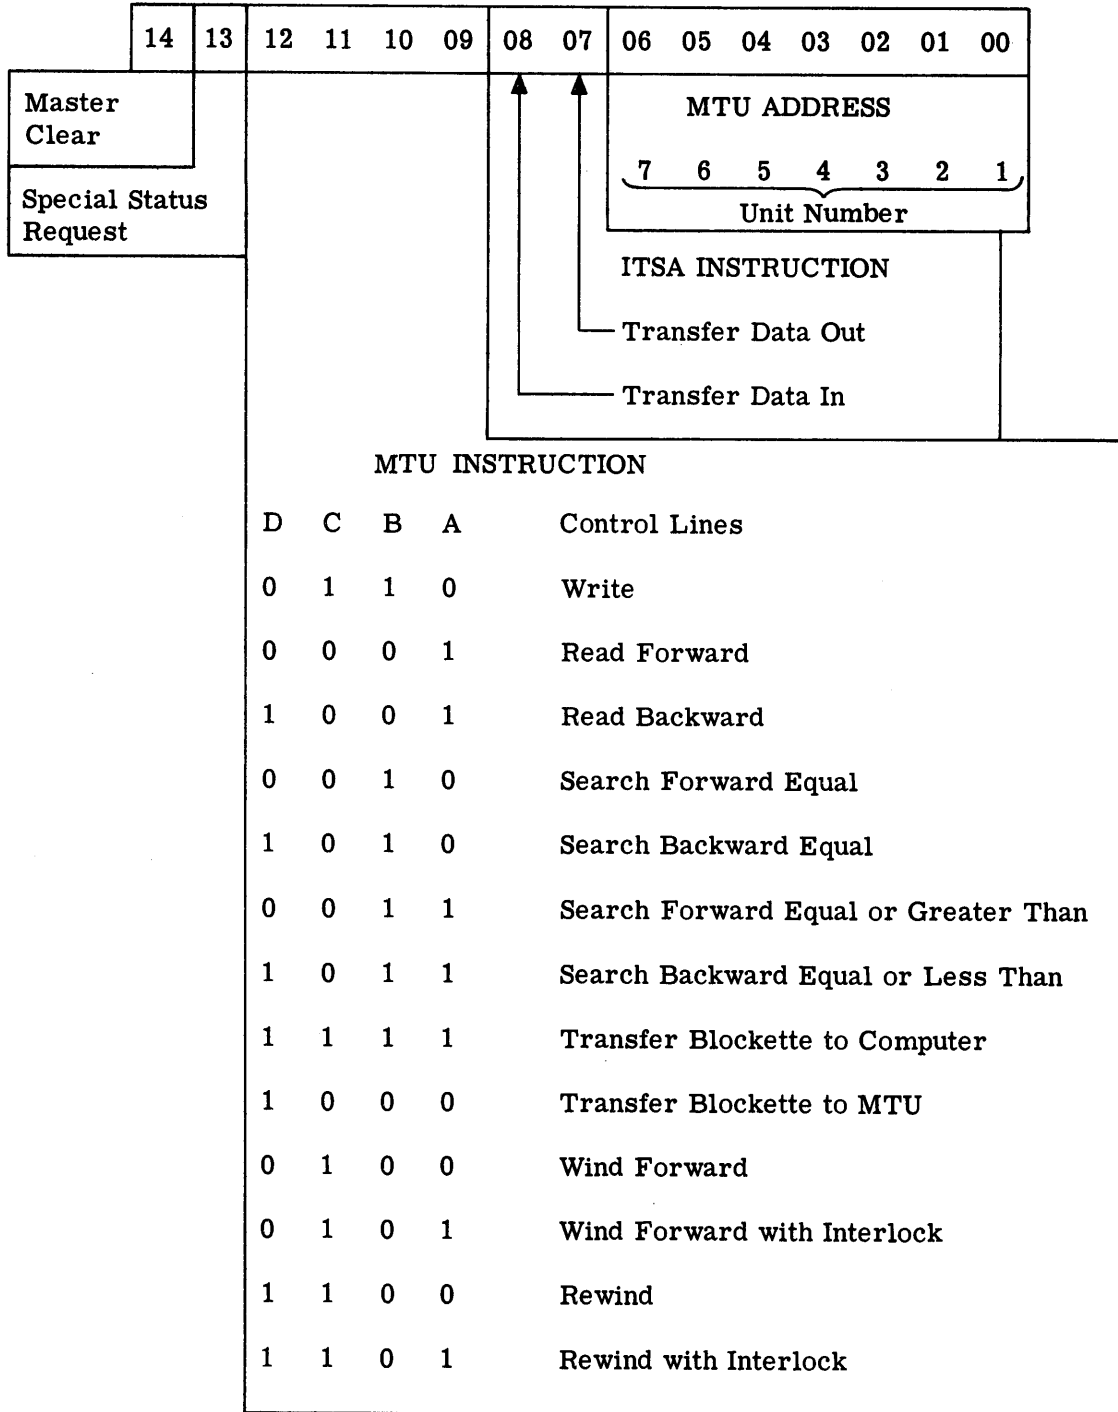 14 13 12 11 10 09 08 07 06 05 04 03 02 01 00
Master
Clear
Special Status
Request
MTU ADDRESS
7 6 5 4 3 2 1
Unit Number
ITSA INSTRUCTION
Transfer Data Out
Transfer Data In
MTU INSTRUCTION
D C B A Control Lines
0 1 1 0 Write
0 0 0 1 Read Forward
1 0 0 1 Read Backward
0 0 1 0 Search Forward Equal
1 0 1 0 Search Backward Equal
0 0 1 1 Search Forward Equal or Greater Than
1 0 1 1 Search Backward Equal or Less Than
1 1 1 1 Transfer Blockette to Computer
1 0 0 0 Transfer Blockette to MTU
0 1 0 0 Wind Forward
0 1 0 1 Wind Forward with Interlock
1 1 0 0 Rewind
1 1 0 1 Rewind with Interlock